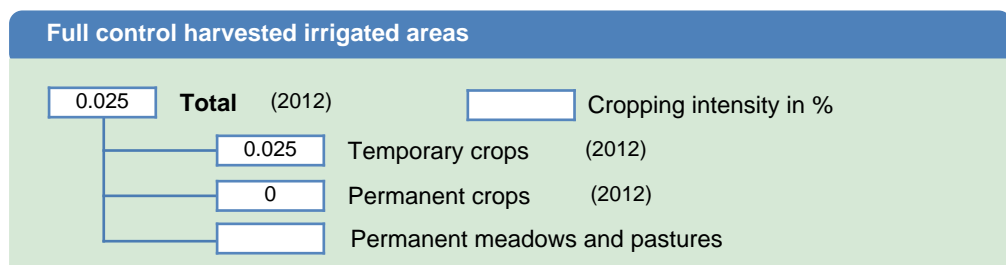 Full control harvested irrigated areas
0.025 Total (2012) Cropping intensity in %
0.025 Temporary crops (2012)
0 Permanent crops (2012)
Permanent meadows and pastures